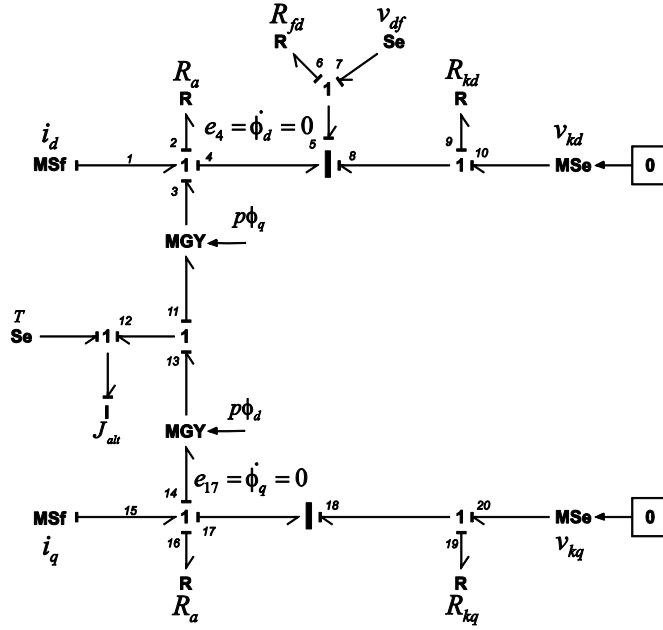 R_fd v_df
R Se
6 7
1
R_a R_kd
R R
2 e_4 = φ̇_d = 0 9
i_d 5 v_kd
MSf 1 1 4 I 8 1 10 MSe 0
3
pφ_q
MGY
11
T
Se 1 12 1
13
I
J_alt
pφ_d
MGY
14 e_17 = φ̇_q = 0
MSf 15 1 I 18 1 20 MSe 0
i_q 16 17 19 v_kq
R R
R_a R_kq